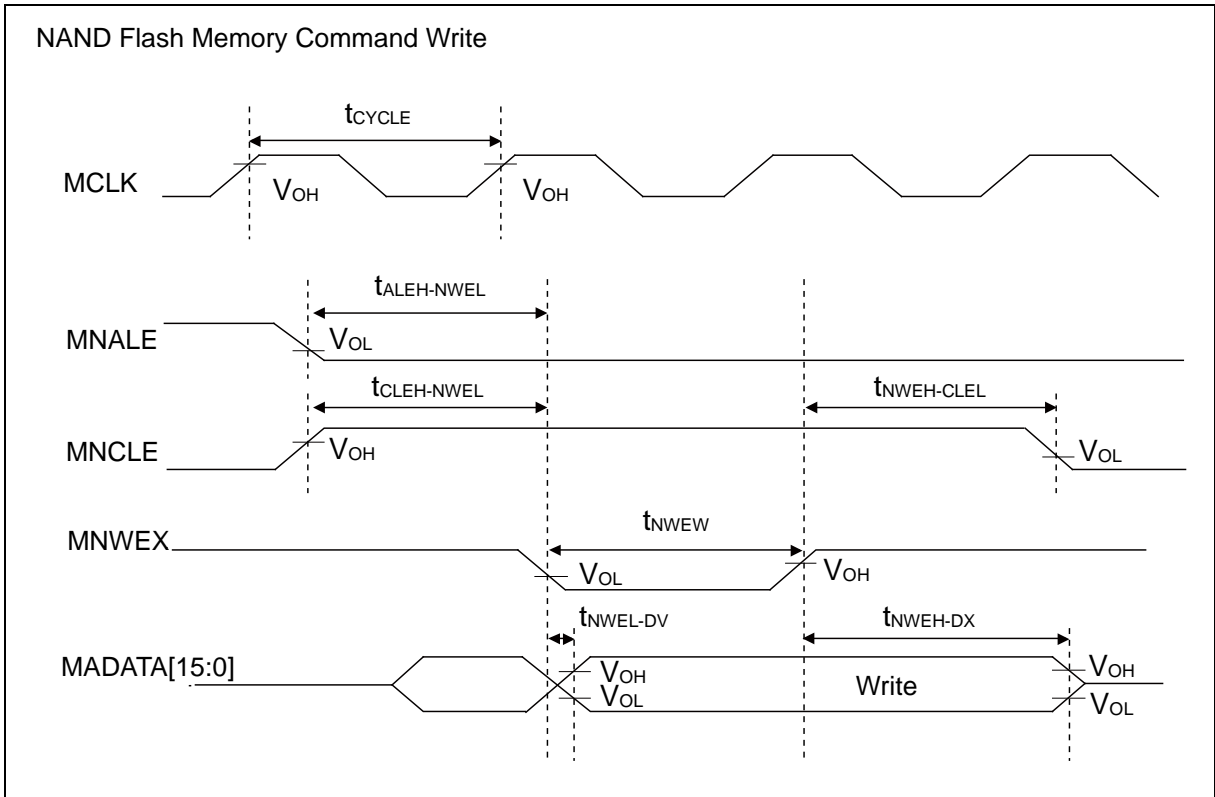 NAND Flash Memory Command Write
tCYCLE
MCLK
VOH
VOH
tALEH-NWEL
MNALE
VOL
tCLEH-NWEL
tNWEH-CLEL
MNCLE
VOH
VOL
tNWEW
MNWEX
VOL
VOH
tNWEL-DV
tNWEH-DX
MADATA[15:0]
VOH
VOH
Write
VOL
VOL